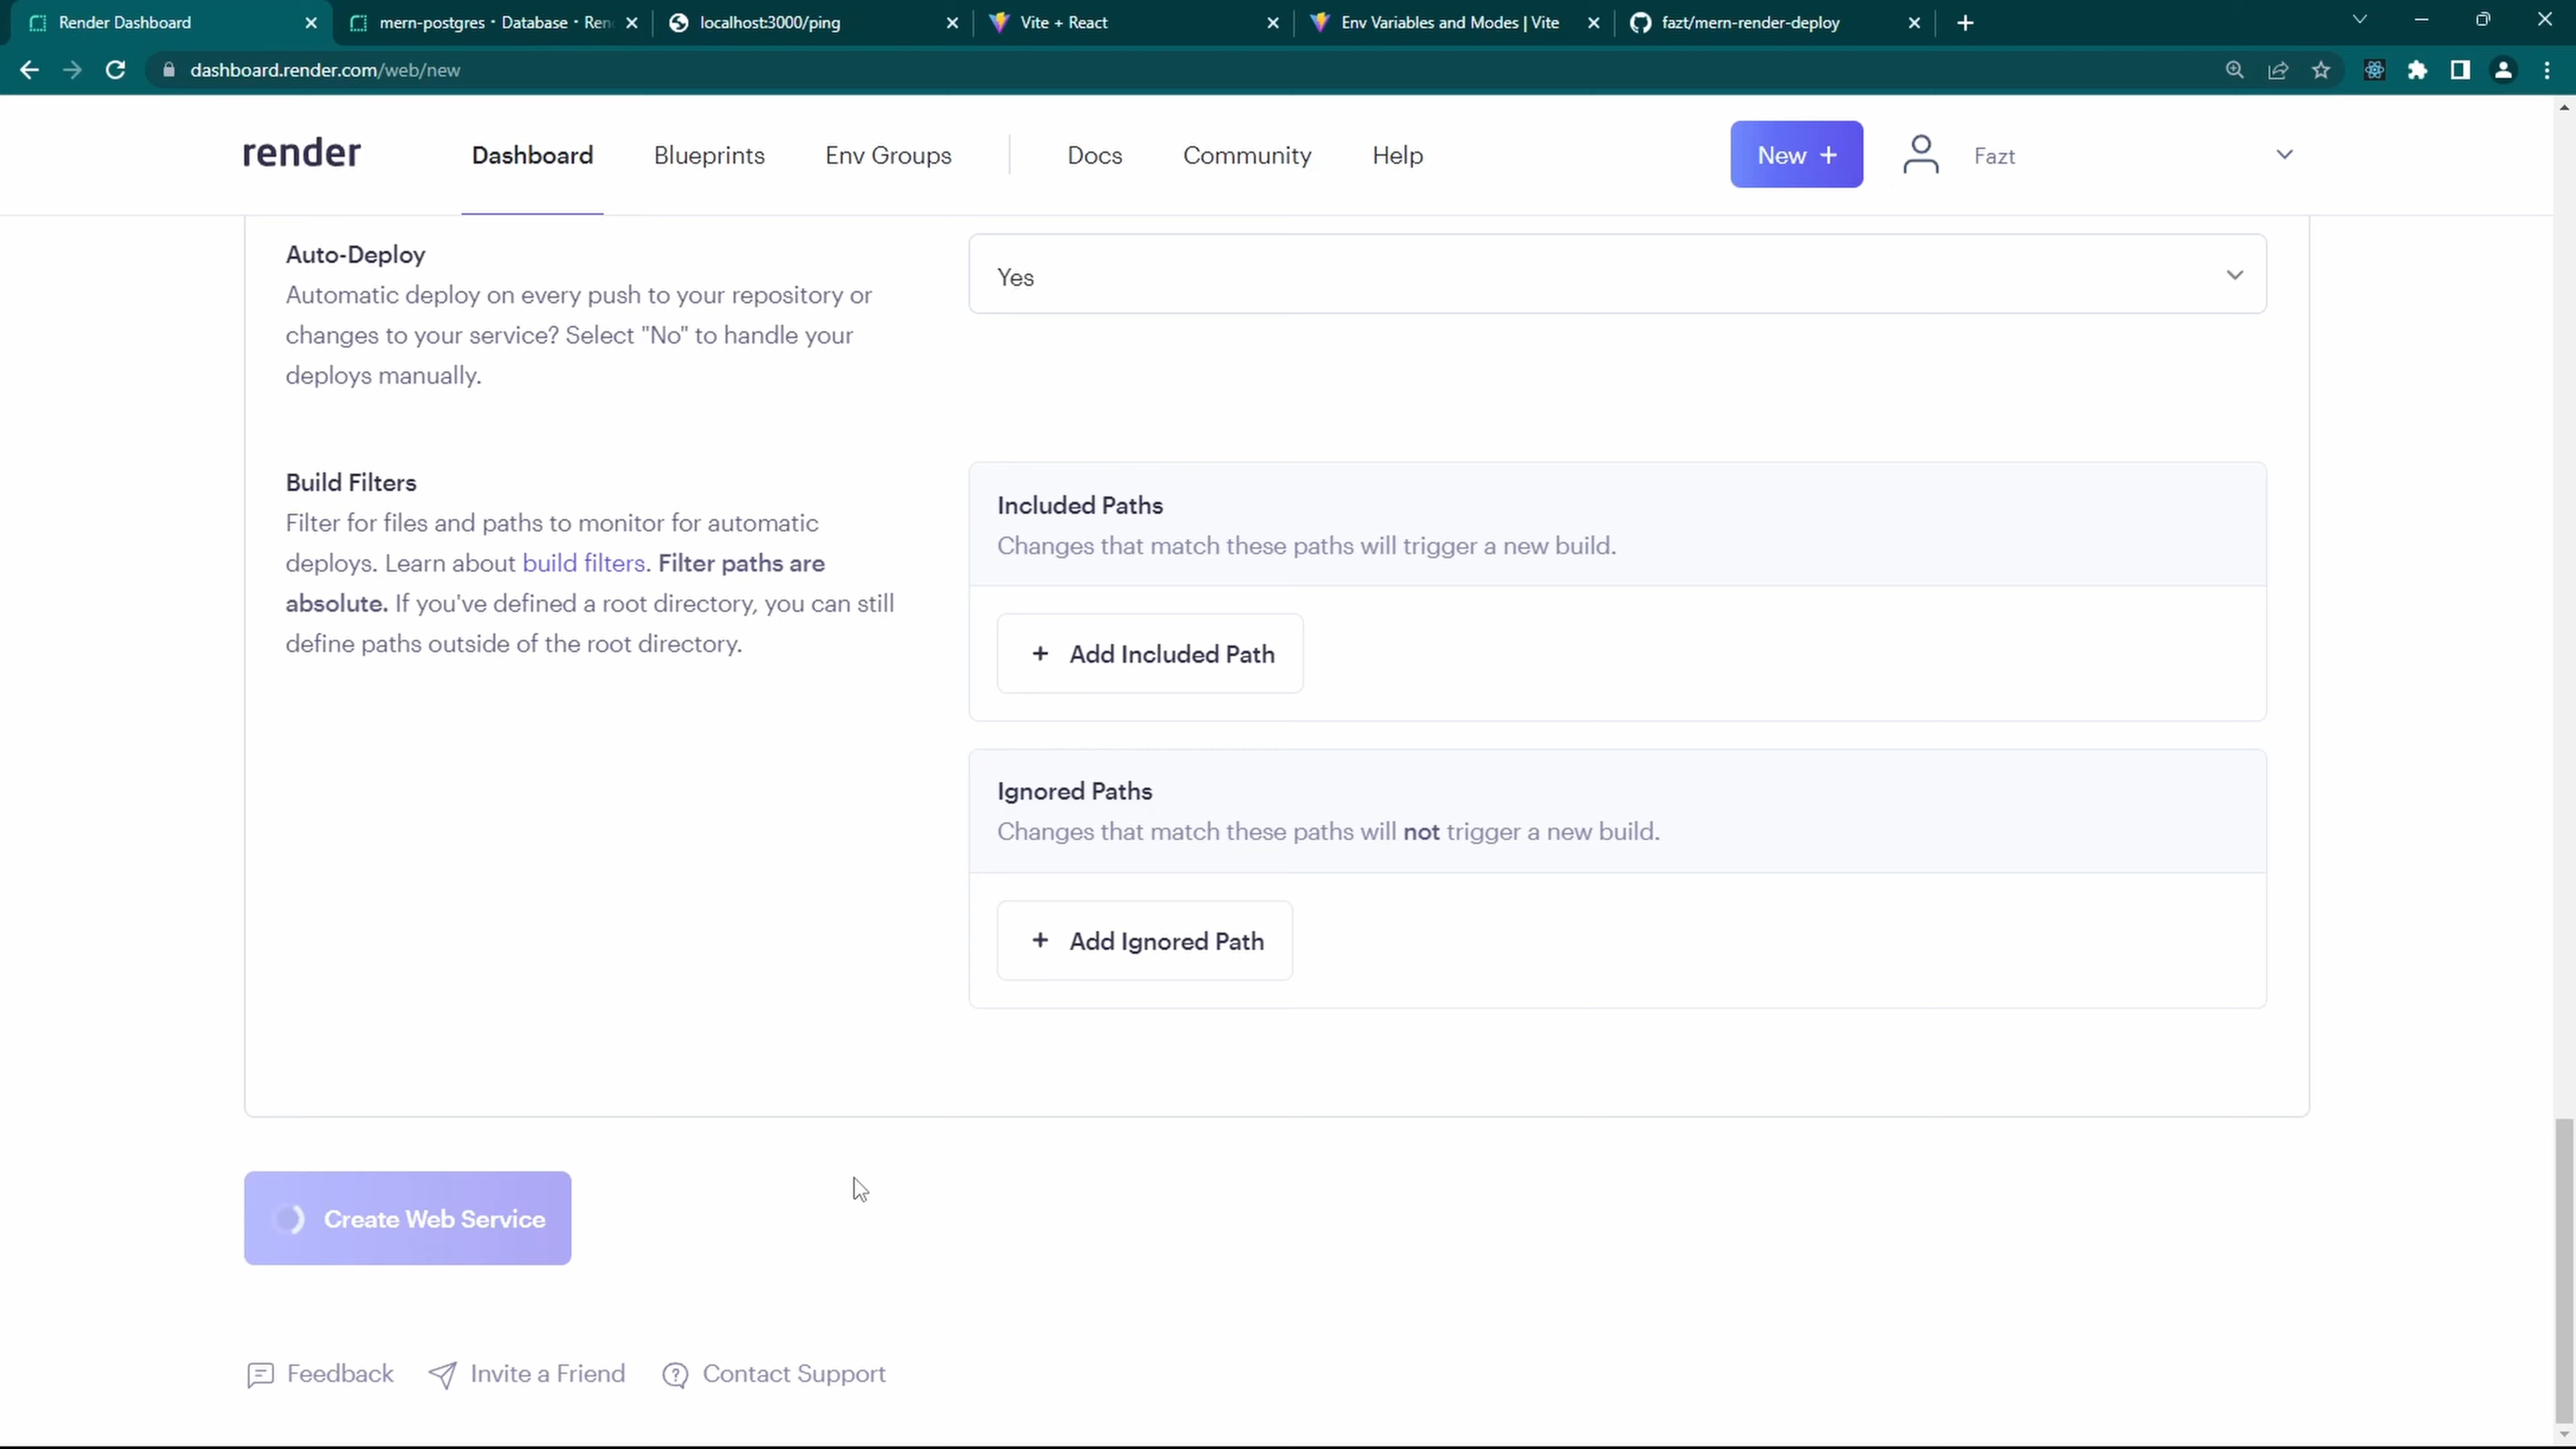 Render Dashboard
mern-postgres · Database · Ren
localhost:3000/ping
Vite + React
Env Variables and Modes | Vite
fazt/mern-render-deploy
dashboard.render.com/web/new
render
Dashboard
Blueprints
Env Groups
Docs
Community
Help
New +
Fazt
Auto-Deploy
Automatic deploy on every push to your repository or
changes to your service? Select "No" to handle your
deploys manually.
Yes
Build Filters
Filter for files and paths to monitor for automatic
deploys. Learn about build filters. Filter paths are
absolute. If you've defined a root directory, you can still
define paths outside of the root directory.
Included Paths
Changes that match these paths will trigger a new build.
+ Add Included Path
Ignored Paths
Changes that match these paths will not trigger a new build.
+ Add Ignored Path
Create Web Service
Feedback
Invite a Friend
Contact Support